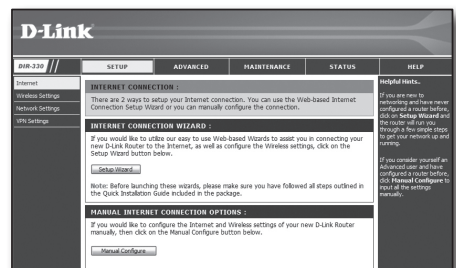 D-Link
DIR-330
SETUP
ADVANCED
MAINTENANCE
STATUS
HELP
Internet
Wireless Settings
Network Settings
VPN Settings
INTERNET CONNECTION :
There are 2 ways to setup your Internet connection. You can use the Web-based Internet
Connection Setup Wizard or you can manually configure the connection.
INTERNET CONNECTION WIZARD :
If you would like to utilize our easy to use Web-based Wizards to assist you in connecting your
new D-Link Router to the Internet, as well as configure the Wireless settings, click on the
Setup Wizard button below.
Setup Wizard
Note: Before launching these wizards, please make sure you have followed all steps outlined in
the Quick Installation Guide included in the package.
MANUAL INTERNET CONNECTION OPTIONS :
If you would like to configure the Internet and Wireless settings of your new D-Link Router
manually, then click on the Manual Configure button below.
Manual Configure
Helpful Hints..
If you are new to
networking and have never
configured a router before,
click on Setup Wizard and
the router will run you
through a few simple steps
to get your network up and
running.
If you consider yourself an
Advanced user and have
configured a router before,
click Manual Configure to
input all the settings
manually.